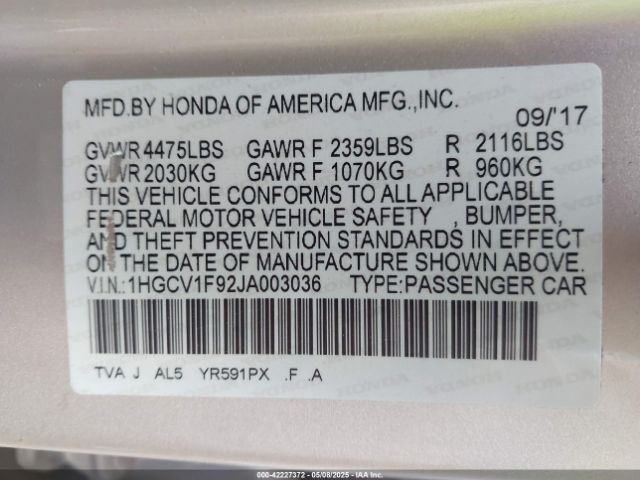 MFD.BY HONDA OF AMERICA MFG.,INC.
09/'17
GVWR 4475LBS GAWR F 2359LBS R 2116LBS
GVWR 2030KG GAWR F 1070KG R 960KG
THIS VEHICLE CONFORMS TO ALL APPLICABLE
FEDERAL MOTOR VEHICLE SAFETY , BUMPER,
AND THEFT PREVENTION STANDARDS IN EFFECT
ON THE DATE OF MANUFACTURE SHOWN ABOVE.
V.I.N.:1HGCV1F92JA003036 TYPE:PASSENGER CAR
TVA J AL5 YR591PX .F .A
000-42227372 05/08/2025 IAA Inc.